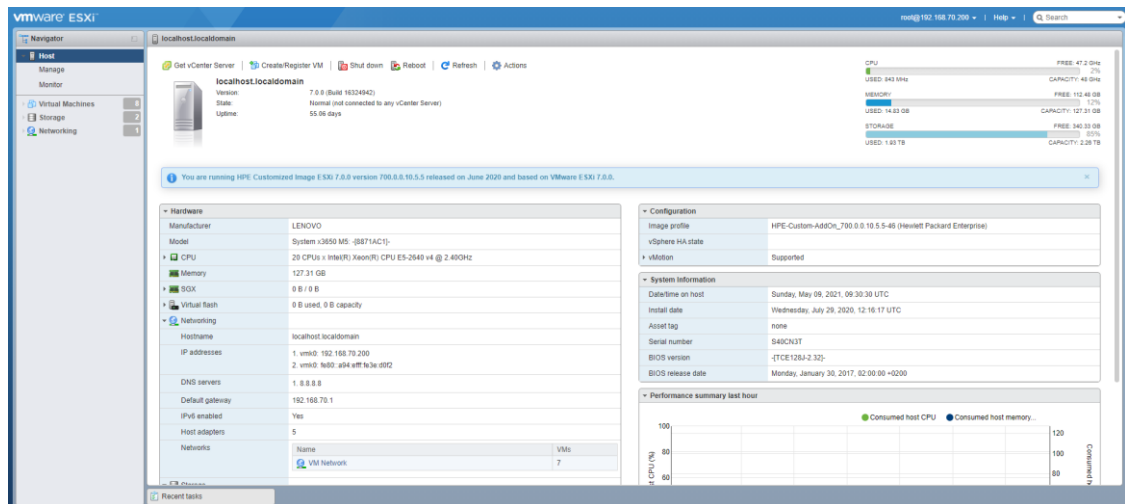 vmware ESXi
root@192.168.70.200 | Help | Search
Navigator
Host
Manage
Monitor
Virtual Machines 8
Storage 2
Networking 1
localhost.localdomain
Get vCenter Server | Create/Register VM | Shut down Reboot | Refresh | Actions
localhost.localdomain
Version: 7.0.0 (Build 16324942)
State: Normal (not connected to any vCenter Server)
Uptime: 55.06 days
CPU FREE: 47.2 GHz
2%
USED: 843 MHz CAPACITY: 48 GHz
MEMORY FREE: 112.48 GB
12%
USED: 14.83 GB CAPACITY: 127.31 GB
STORAGE FREE: 340.33 GB
85%
USED: 1.93 TB CAPACITY: 2.26 TB
You are running HPE Customized Image ESXi 7.0.0 version 700.0.0.10.5.5 released on June 2020 and based on VMware ESXi 7.0.0.
Hardware
Manufacturer LENOVO
Model System x3650 M5: -[8871AC1]-
CPU 20 CPUs x Intel(R) Xeon(R) CPU E5-2640 v4 @ 2.40GHz
Memory 127.31 GB
SGX 0 B / 0 B
Virtual flash 0 B used, 0 B capacity
Networking
Hostname localhost.localdomain
IP addresses 1. vmk0: 192.168.70.200
2. vmk0: fe80::a94:efff:fe3e:d0f2
DNS servers 1. 8.8.8.8
Default gateway 192.168.70.1
IPv6 enabled Yes
Host adapters 5
Networks Name VMs
VM Network 7
Storage
Configuration
Image profile HPE-Custom-AddOn_700.0.0.10.5.5-46 (Hewlett Packard Enterprise)
vSphere HA state
vMotion Supported
System Information
Date/time on host Sunday, May 09, 2021, 09:30:30 UTC
Install date Wednesday, July 29, 2020, 12:16:17 UTC
Asset tag none
Serial number S40CN3T
BIOS version -[TCE128J-2.32]-
BIOS release date Monday, January 30, 2017, 02:00:00 +0200
Performance summary last hour
Consumed host CPU Consumed host memory...
100
80
60
120
100
80
CPU (%)
Consumed
Recent tasks